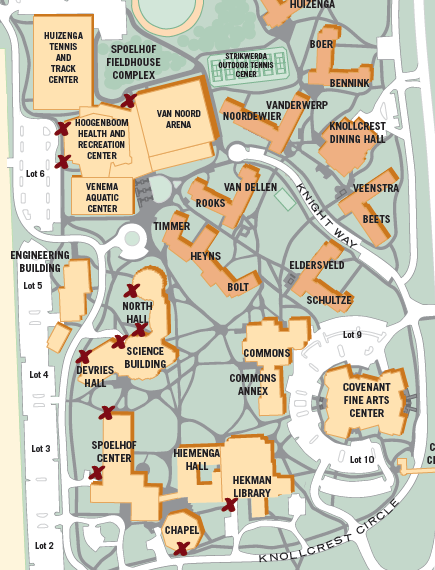 HUIZENGA
HUIZENGA
TENNIS
AND
TRACK
CENTER
SPOELHOF
FIELDHOUSE
COMPLEX
STRIKWERDA
OUTDOOR TENNIS
CENER
BOER
BENNINK
VAN NOORD
ARENA
NOORDEWIER
VANDERWERP
HOOGENBOOM
HEALTH AND
RECREATION
CENTER
KNOLLCREST
DINING HALL
Lot 6
VENEMA
AQUATIC
CENTER
VAN DELLEN
ROOKS
KNIGHT WAY
VEENSTRA
BEETS
TIMMER
HEYNS
BOLT
ELDERSVELD
SCHULTZE
ENGINEERING
BUILDING
Lot 5
NORTH
HALL
SCIENCE
BUILDING
DEVRIES
HALL
Lot 4
COMMONS
COMMONS
ANNEX
Lot 9
COVENANT
FINE ARTS
CENTER
Lot 3
SPOELHOF
CENTER
HIEMENGA
HALL
HEKMAN
LIBRARY
Lot 10
Lot 2
CHAPEL
KNOLLCREST CIRCLE